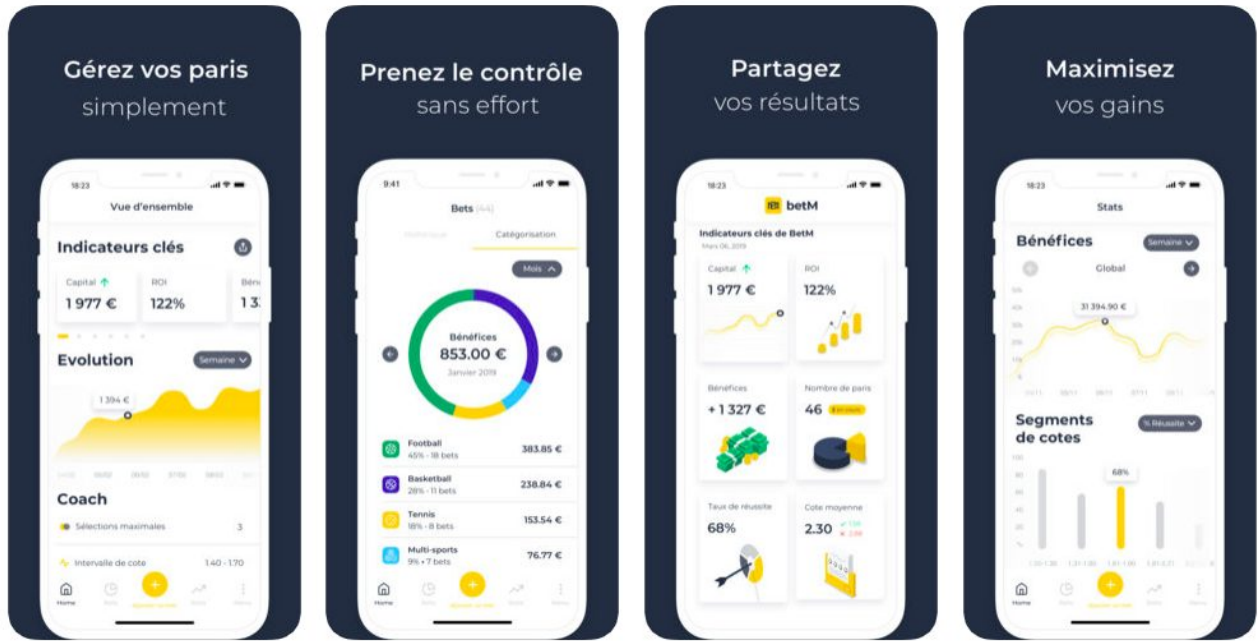 Gérez vos paris
simplement
18:23
Vue d'ensemble
Indicateurs clés
Capital
1 977 €
ROI
122%
Evolution
Semaine
1 394 €
Coach
Sélections maximales
3
Intervalle de cote
1.40 - 1.70
Home
Prenez le contrôle
sans effort
9:41
Bets (44)
Catégorisation
Mois
Bénéfices
853.00 €
Janvier 2019
Football
45% - 18 bets
383.85 €
Basketball
28% - 11 bets
238.84 €
Tennis
18% - 8 bets
153.54 €
Multi-sports
9% • 7 bets
76.77 €
Home
Partagez
vos résultats
18:23
betM
Indicateurs clés de BetM
Mars 06, 2019
Capital
1 977 €
ROI
122%
Bénéfices
+ 1 327 €
Nombre de paris
46
Taux de réussite
68%
Cote moyenne
2.30
Maximisez
vos gains
18:23
Stats
Bénéfices
Semaine
Global
31 394.90 €
Segments
de cotes
% Réussite
68%
Home